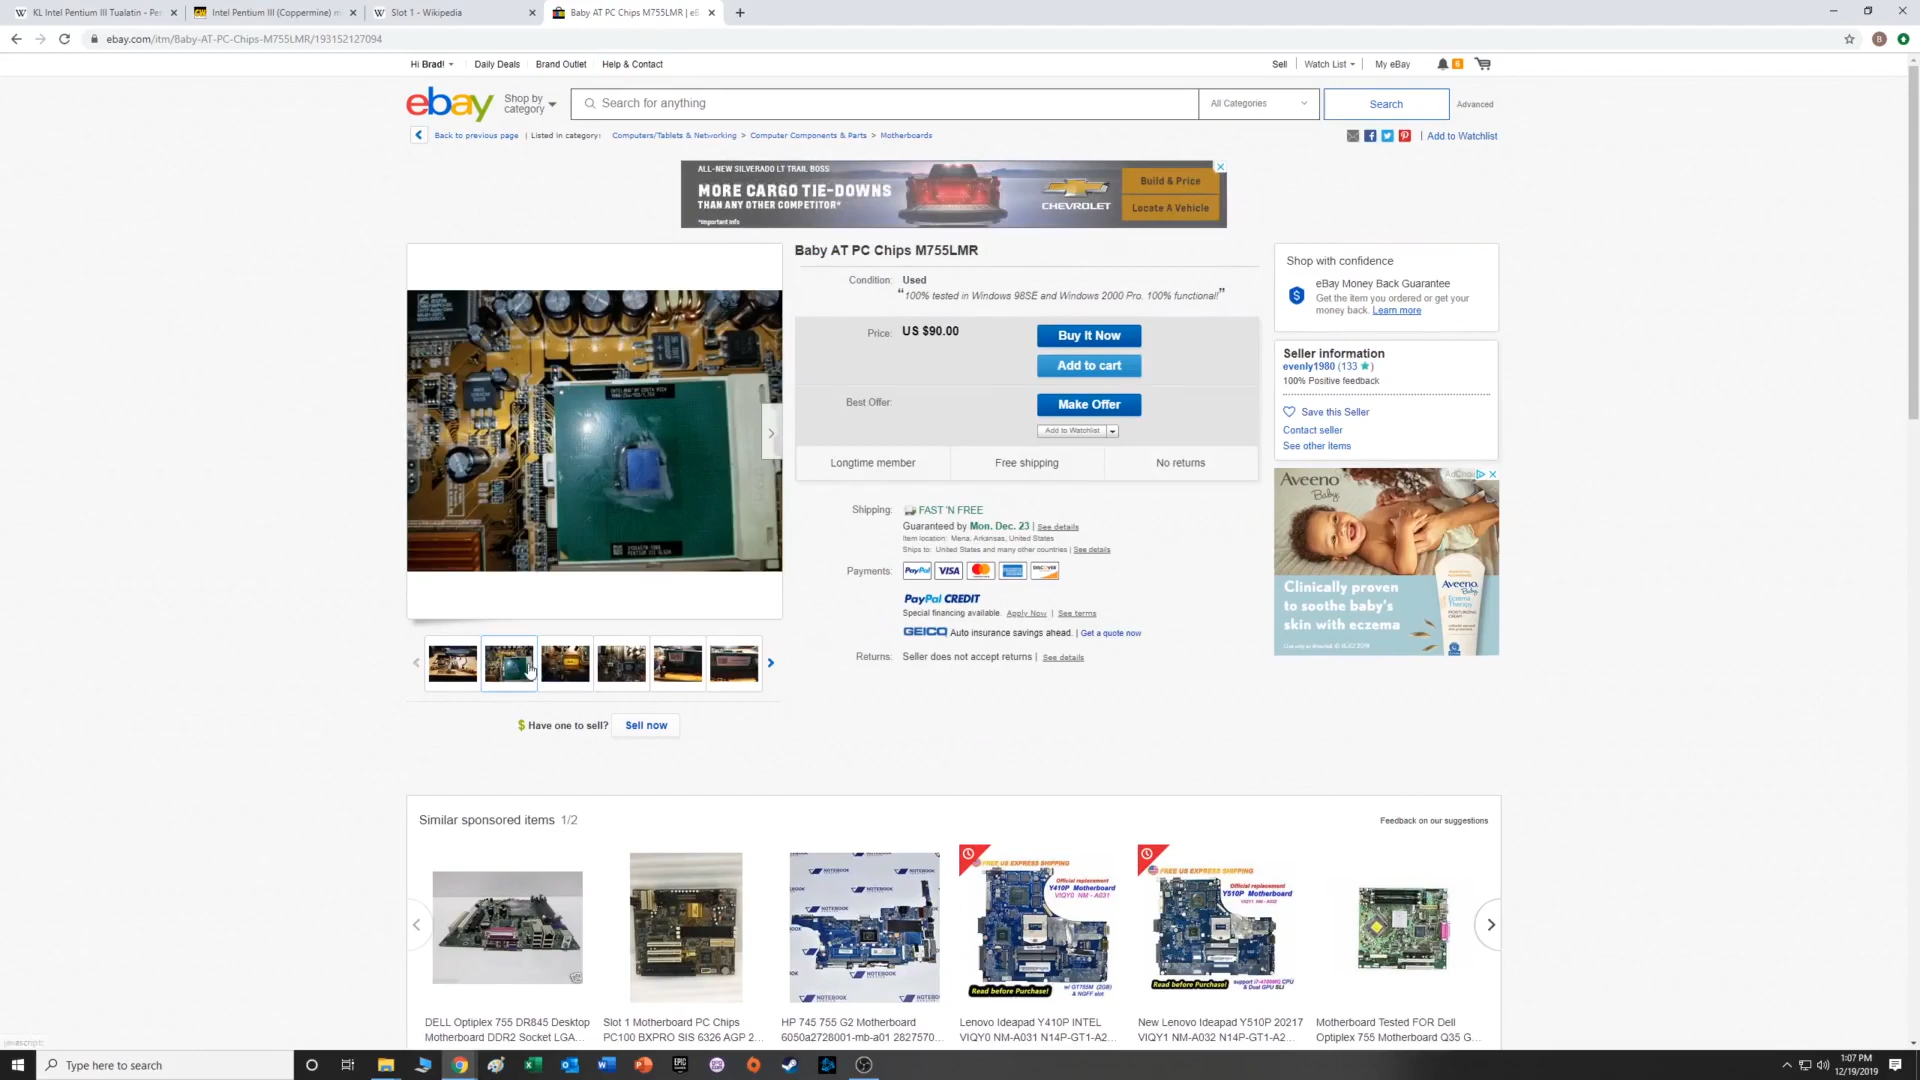 KL Intel Pentium III Tualatin - Pe
Intel Pentium III (Coppermine) m
Slot 1 - Wikipedia
Baby AT PC Chips M755LMR | e
ebay.com/itm/Baby-AT-PC-Chips-M755LMR/193152127094
B
Hi Brad!
Daily Deals
Brand Outlet
Help & Contact
Sell
Watch List
My eBay
6
ebay
Shop by category
Search for anything
All Categories
Search
Advanced
Back to previous page | Listed in category:
Computers/Tablets & Networking > Computer Components & Parts > Motherboards
| Add to Watchlist
ALL-NEW SILVERADO LT TRAIL BOSS
MORE CARGO TIE-DOWNS
THAN ANY OTHER COMPETITOR*
*Important info
CHEVROLET
Build & Price
Locate A Vehicle
Baby AT PC Chips M755LMR
Condition: Used
“100% tested in Windows 98SE and Windows 2000 Pro. 100% functional!”
Price: US $90.00
Buy It Now
Add to cart
Best Offer:
Make Offer
Add to Watchlist
Longtime member
Free shipping
No returns
Shipping: FAST 'N FREE
Guaranteed by Mon. Dec. 23 | See details
Item location: Mena, Arkansas, United States
Ships to: United States and many other countries | See details
Payments: PayPal VISA
PayPal CREDIT
Special financing available. Apply Now | See terms
GEICO Auto insurance savings ahead. | Get a quote now
Returns: Seller does not accept returns | See details
Shop with confidence
eBay Money Back Guarantee
Get the item you ordered or get your
money back. Learn more
Seller information
evenly1980 (133 ★)
100% Positive feedback
Save this Seller
Contact seller
See other items
Aveeno
Baby
Clinically proven
to soothe baby's
skin with eczema
Aveeno
Baby
Eczema
Therapy
$ Have one to sell? Sell now
Similar sponsored items 1/2
Feedback on our suggestions
NOTEBOOK
FREE US EXPRESS SHIPPING
Official replacement
Y410P Motherboard
VIQY0 NM - A031
Read before Purchase!
w/ GT755M (2GB)
& NGFF slot
FREE US EXPRESS SHIPPING
Official replacement
Y510P Motherboard
VIQY1 NM - A032
Read before Purchase!
& Dual GPU SLI
DELL Optiplex 755 DR845 Desktop
Motherboard DDR2 Socket LGA...
Slot 1 Motherboard PC Chips
PC100 BXPRO SIS 6326 AGP 2...
HP 745 755 G2 Motherboard
6050a2728001-mb-a01 2827570...
Lenovo Ideapad Y410P INTEL
VIQY0 NM-A031 N14P-GT1-A2...
New Lenovo Ideapad Y510P 20217
VIQY1 NM-A032 N14P-GT1-A2...
Motherboard Tested FOR Dell
Optiplex 755 Motherboard Q35 G...
javascript:
Type here to search
EPIC GAMES
1:07 PM
12/19/2019